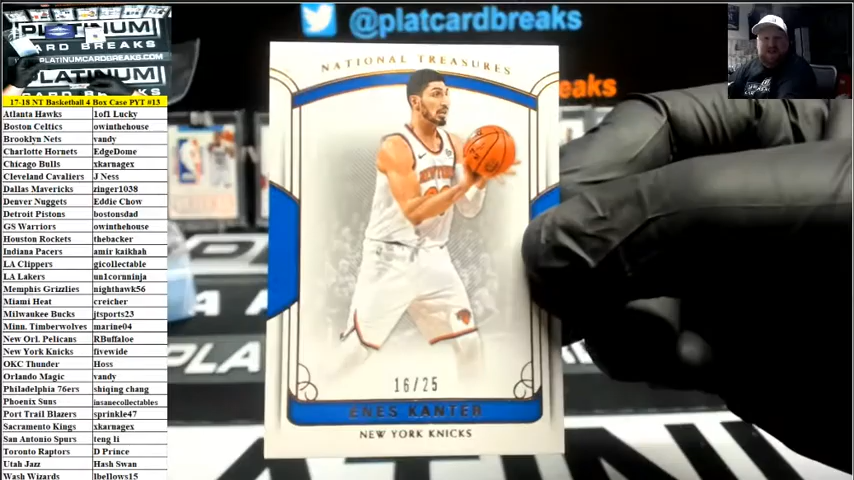 PLATINUM
CARD BREAKS
PLATINUMCARDBREAKS.COM
PLATINUM
CARD BREAKS
17-18 NT Basketball 4 Box Case PYT #13
Atlanta Hawks 1of1 Lucky
Boston Celtics owinthehouse
Brooklyn Nets vandy
Charlotte Hornets EdgeDome
Chicago Bulls xkarnagex
Cleveland Cavaliers J Ness
Dallas Mavericks zinger1038
Denver Nuggets Eddie Chow
Detroit Pistons bostonsdad
GS Warriors owinthehouse
Houston Rockets thebacker
Indiana Pacers amir kaikhah
LA Clippers gicollectable
LA Lakers un1cornninja
Memphis Grizzlies nighthawk56
Miami Heat creicher
Milwaukee Bucks jtsports23
Minn. Timberwolves marine04
New Orl. Pelicans RBuffaloe
New York Knicks fivewide
OKC Thunder Hoss
Orlando Magic vandy
Philadelphia 76ers shiqing chang
Phoenix Suns insanecollectables
Port Trail Blazers sprinkle47
Sacramento Kings xkarnagex
San Antonio Spurs teng li
Toronto Raptors D Prince
Utah Jazz Hash Swan
Wash Wizards lbellows15
@platcardbreaks
eaks
NATIONAL TREASURES
16/25
ENES KANTER
NEW YORK KNICKS
PLA